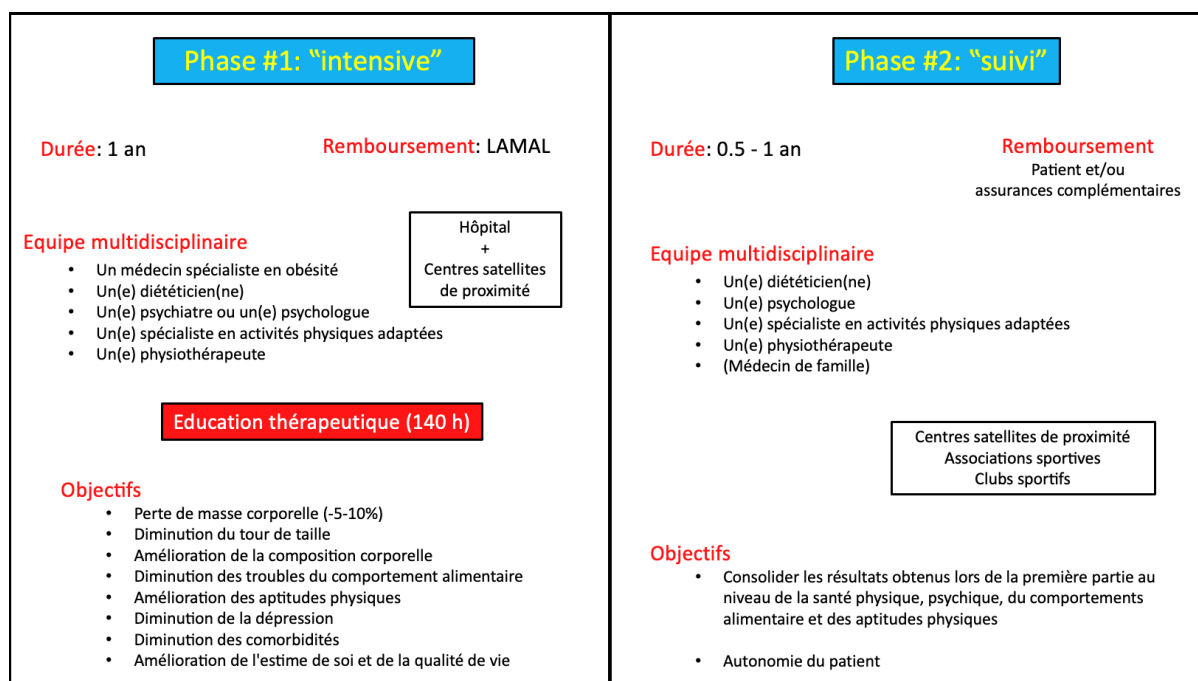 Phase #1: "intensive"
Durée: 1 an
Remboursement: LAMAL
Equipe multidisciplinaire
• Un médecin spécialiste en obésité
• Un(e) diététicien(ne)
• Un(e) psychiatre ou un(e) psychologue
• Un(e) spécialiste en activités physiques adaptées
• Un(e) physiothérapeute
Hôpital
+
Centres satellites
de proximité
Education thérapeutique (140 h)
Objectifs
• Perte de masse corporelle (-5-10%)
• Diminution du tour de taille
• Amélioration de la composition corporelle
• Diminution des troubles du comportement alimentaire
• Amélioration des aptitudes physiques
• Diminution de la dépression
• Diminution des comorbidités
• Amélioration de l'estime de soi et de la qualité de vie
Phase #2: "suivi"
Durée: 0.5 - 1 an
Remboursement
Patient et/ou
assurances complémentaires
Equipe multidisciplinaire
• Un(e) diététicien(ne)
• Un(e) psychologue
• Un(e) spécialiste en activités physiques adaptées
• Un(e) physiothérapeute
• (Médecin de famille)
Centres satellites de proximité
Associations sportives
Clubs sportifs
Objectifs
• Consolider les résultats obtenus lors de la première partie au
niveau de la santé physique, psychique, du comportements
alimentaire et des aptitudes physiques
• Autonomie du patient